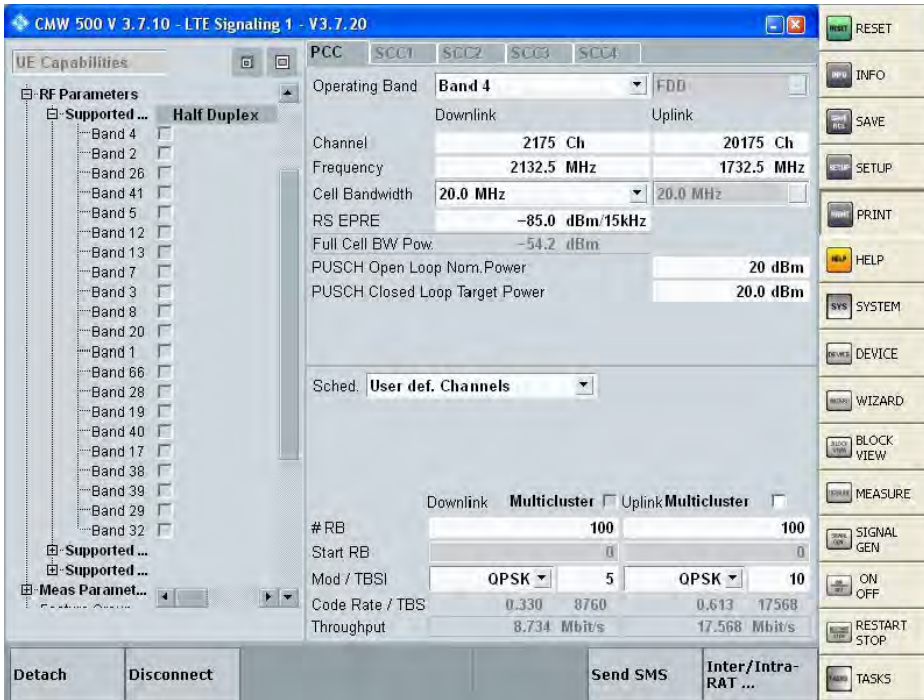 CMW 500 V 3.7.10 - LTE Signaling 1 - V3.7.20
UE Capabilities
RF Parameters
Supported ... Half Duplex
Band 4
Band 2
Band 26
Band 41
Band 5
Band 12
Band 13
Band 7
Band 3
Band 8
Band 20
Band 1
Band 66
Band 28
Band 19
Band 40
Band 17
Band 38
Band 39
Band 29
Band 32
Supported ...
Supported ...
Meas Paramet...
PCC SCC1 SCC2 SCC3 SCC4
Operating Band Band 4 FDD
Downlink Uplink
Channel 2175 Ch 20175 Ch
Frequency 2132.5 MHz 1732.5 MHz
Cell Bandwidth 20.0 MHz 20.0 MHz
RS EPRE -85.0 dBm/15kHz
Full Cell BW Pow. -54.2 dBm
PUSCH Open Loop Nom.Power 20 dBm
PUSCH Closed Loop Target Power 20.0 dBm
Sched. User def. Channels
Downlink Multicluster Uplink Multicluster
# RB 100 100
Start RB 0 0
Mod / TBSI QPSK 5 QPSK 10
Code Rate / TBS 0.330 8760 0.613 17568
Throughput 8.734 Mbit/s 17.568 Mbit/s
Detach
Disconnect
Send SMS
Inter/Intra-
RAT ...
RESET
INFO
SAVE
SETUP
PRINT
HELP
SYS SYSTEM
DEVICE
WIZARD
BLOCK
VIEW
MEASURE
SIGNAL
GEN
ON
OFF
RESTART
STOP
TASKS